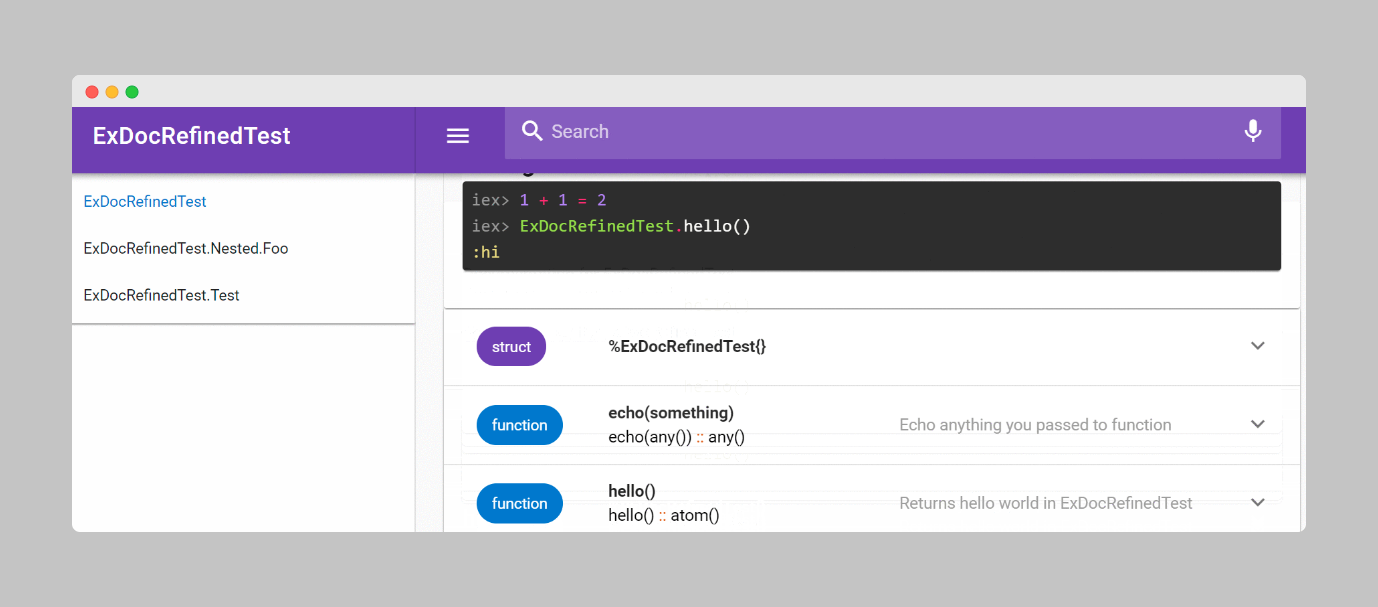 ExDocRefinedTest
Search
ExDocRefinedTest
ExDocRefinedTest.Nested.Foo
ExDocRefinedTest.Test
iex> 1 + 1 = 2
iex> ExDocRefinedTest.hello()
:hi
struct %ExDocRefinedTest{}
function echo(something)
echo(any()) :: any()
Echo anything you passed to function
function hello()
hello() :: atom()
Returns hello world in ExDocRefinedTest